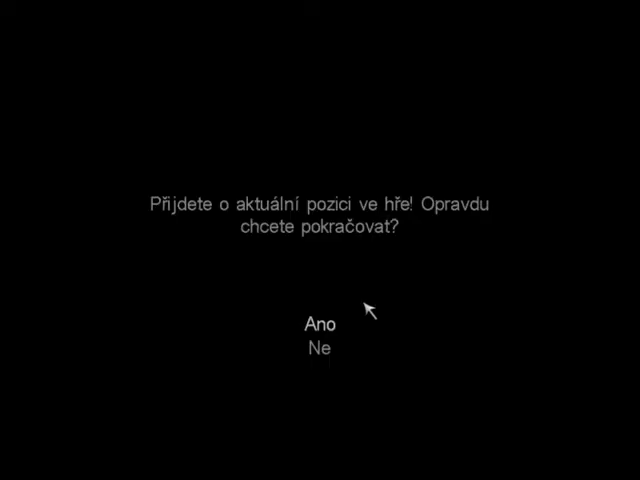 Přijdete o aktuální pozici ve hře! Opravdu
chcete pokračovat?
Ano
Ne